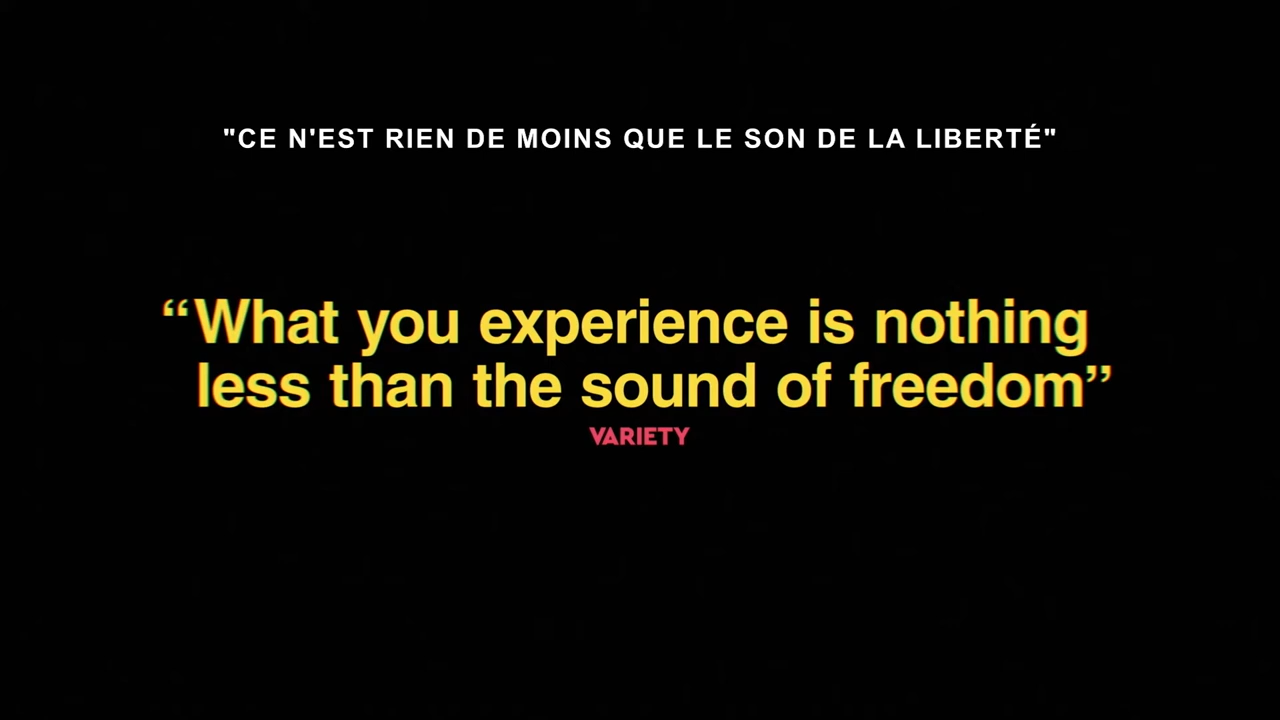 "CE N'EST RIEN DE MOINS QUE LE SON DE LA LIBERTÉ"
“What you experience is nothing
less than the sound of freedom”
VARIETY